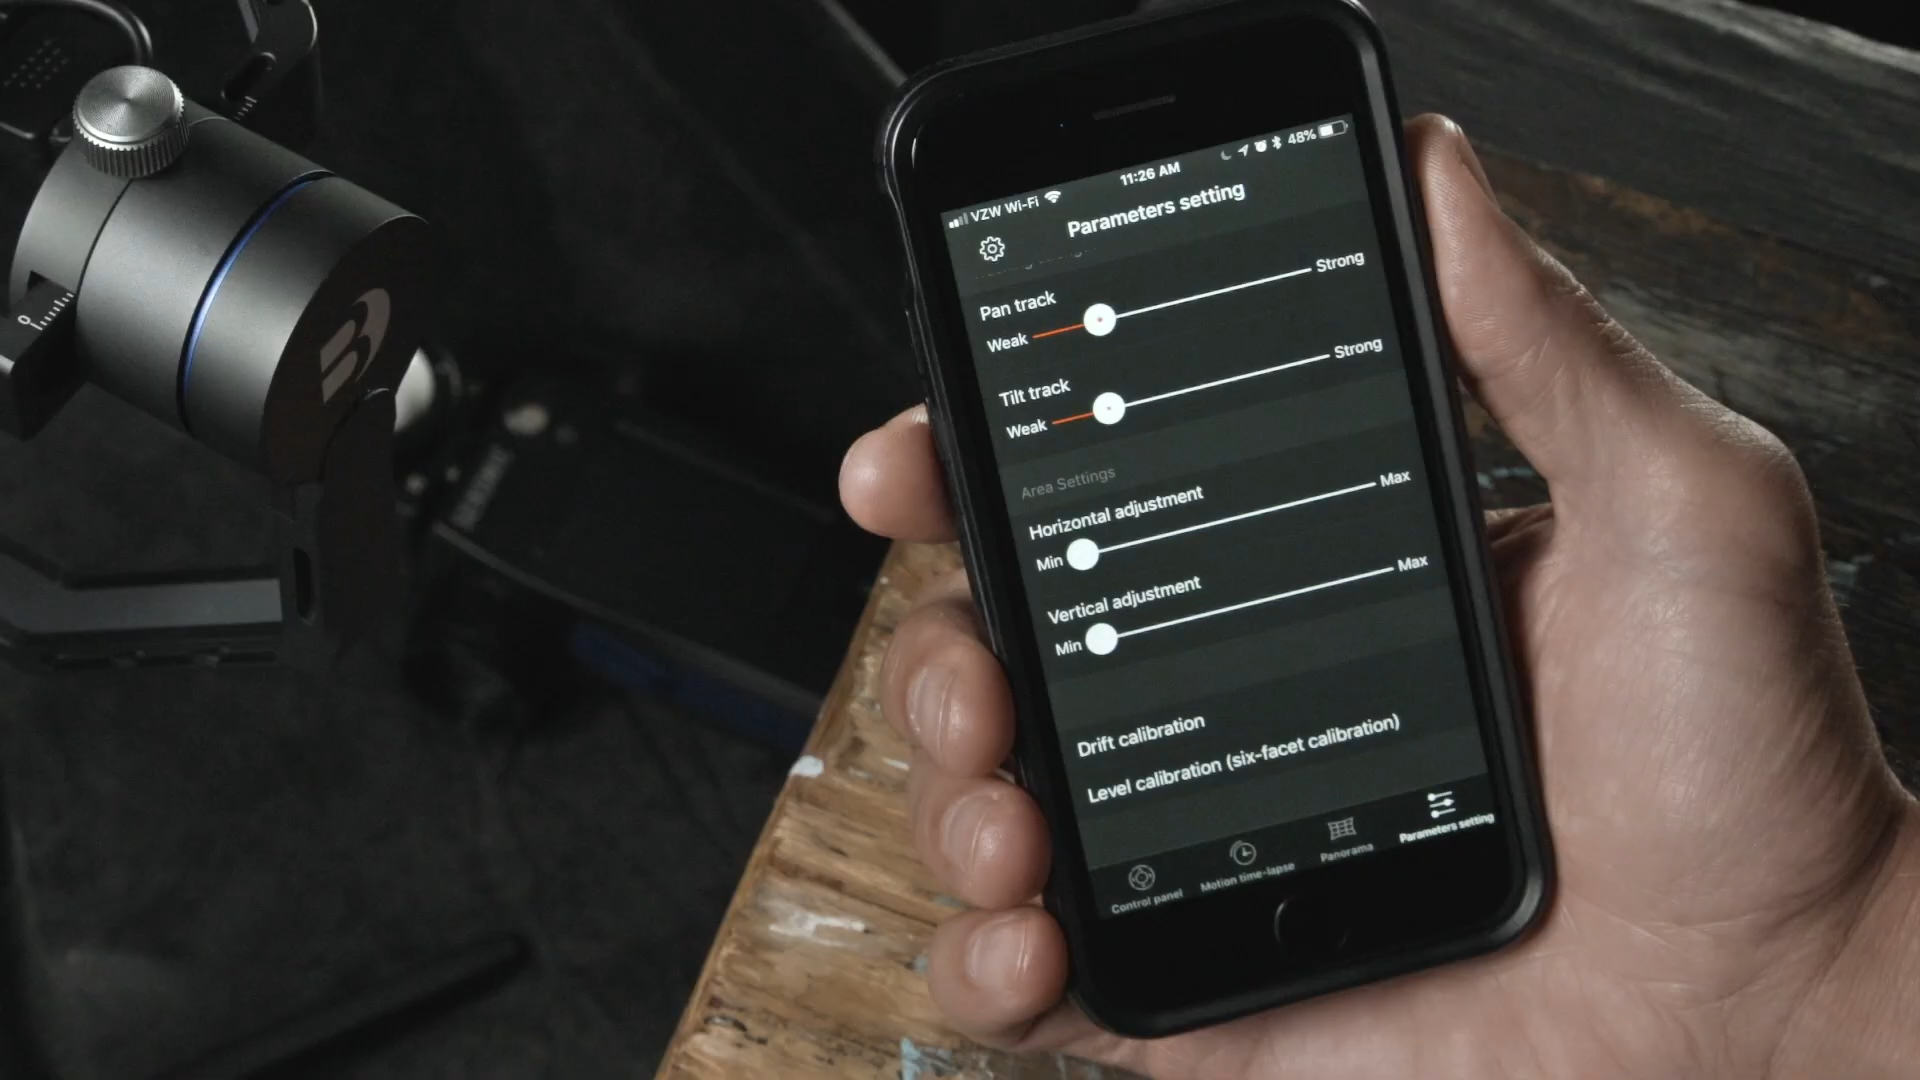 VZW Wi-Fi 11:26 AM 48%
Parameters setting
Strong
Pan track
Weak
Strong
Tilt track
Weak
Area Settings
Max
Horizontal adjustment
Min
Max
Vertical adjustment
Min
Drift calibration
Level calibration (six-facet calibration)
Control panel
Motion time-lapse
Panorama
Parameters setting
0